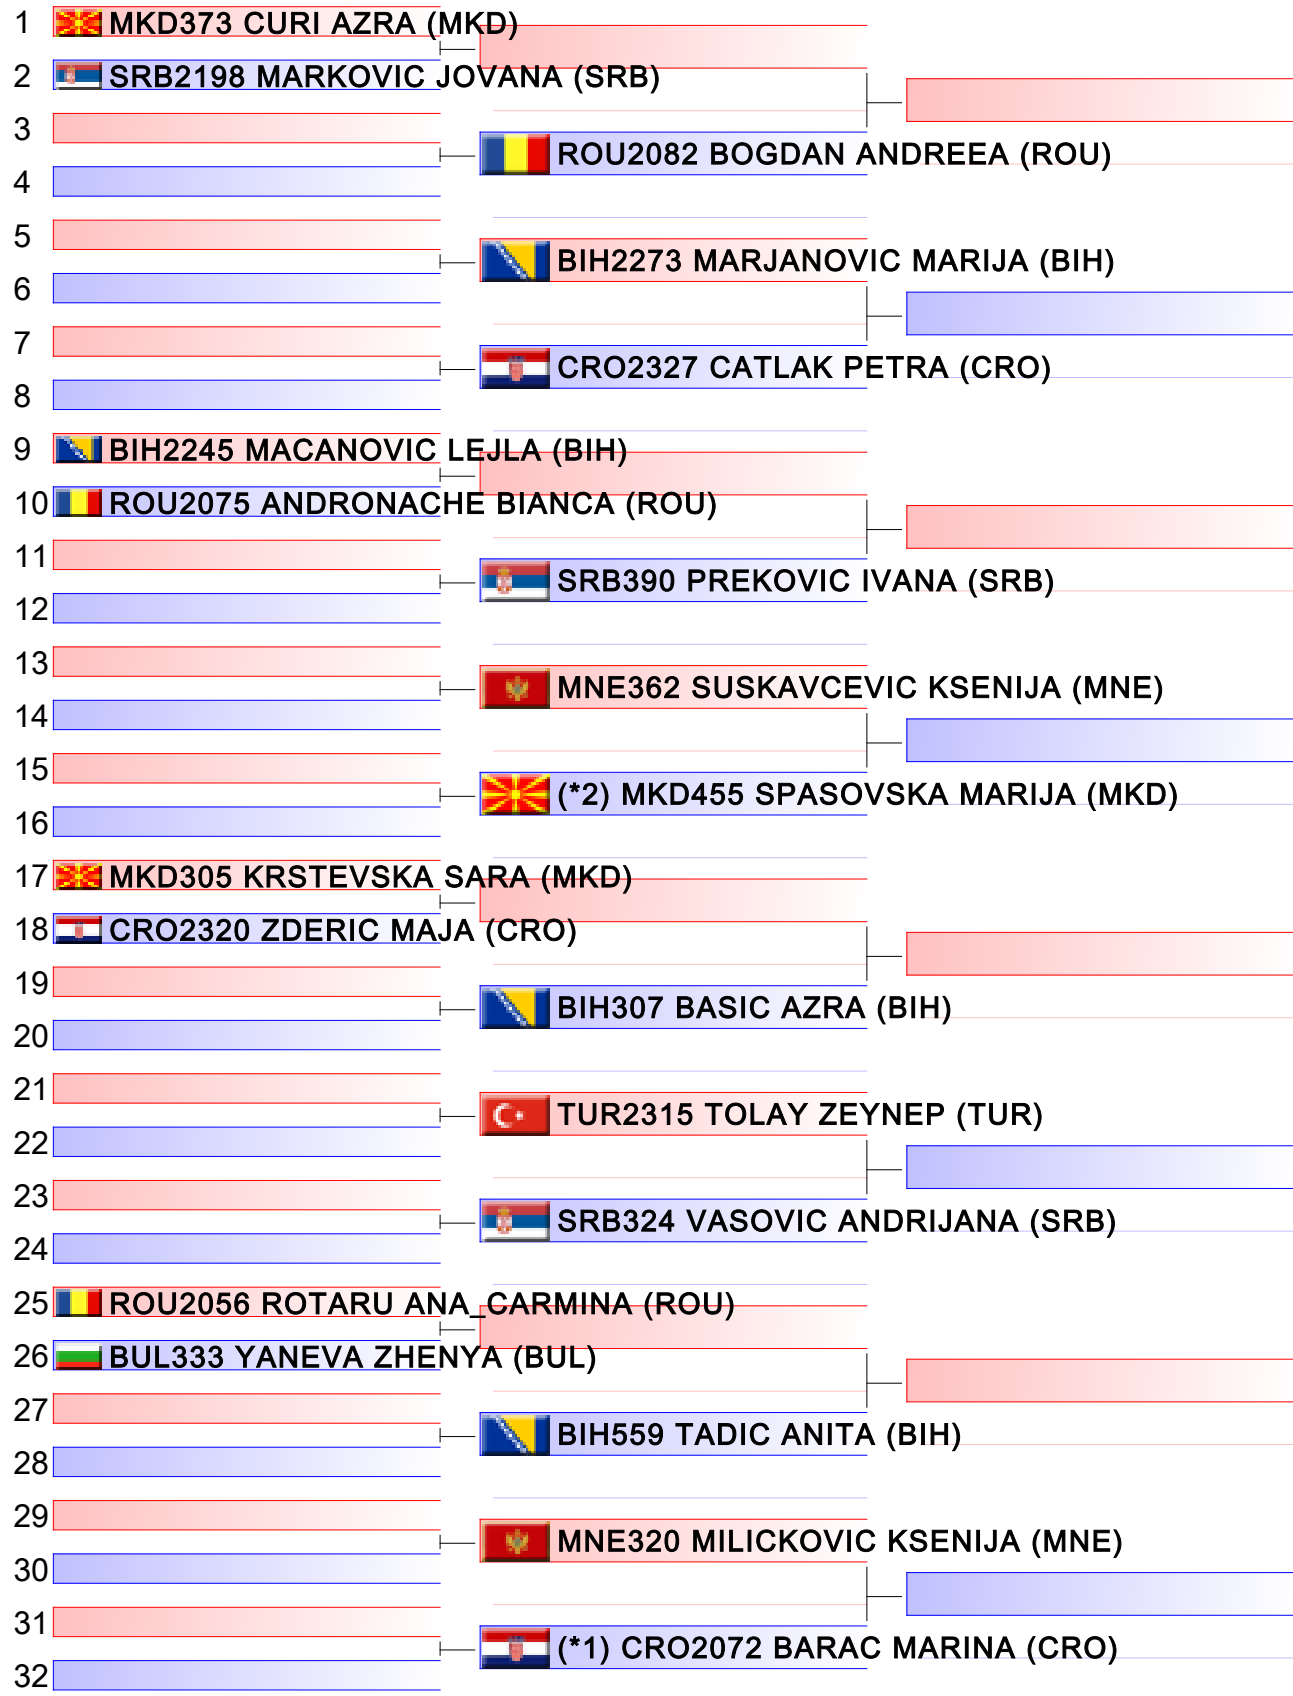 1 MKD373 CURI AZRA (MKD)
2 SRB2198 MARKOVIC JOVANA (SRB)
3
ROU2082 BOGDAN ANDREEA (ROU)
4
5
BIH2273 MARJANOVIC MARIJA (BIH)
6
7
CRO2327 CATLAK PETRA (CRO)
8
9 BIH2245 MACANOVIC LEJLA (BIH)
10 ROU2075 ANDRONACHE BIANCA (ROU)
11
SRB390 PREKOVIC IVANA (SRB)
12
13
MNE362 SUSKAVCEVIC KSENIJA (MNE)
14
15
(*2) MKD455 SPASOVSKA MARIJA (MKD)
16
17 MKD305 KRSTEVSKA SARA (MKD)
18 CRO2320 ZDERIC MAJA (CRO)
19
BIH307 BASIC AZRA (BIH)
20
21
TUR2315 TOLAY ZEYNEP (TUR)
22
23
SRB324 VASOVIC ANDRIJANA (SRB)
24
25 ROU2056 ROTARU ANA_CARMINA (ROU)
26 BUL333 YANEVA ZHENYA (BUL)
27
BIH559 TADIC ANITA (BIH)
28
29
MNE320 MILICKOVIC KSENIJA (MNE)
30
31
(*1) CRO2072 BARAC MARINA (CRO)
32